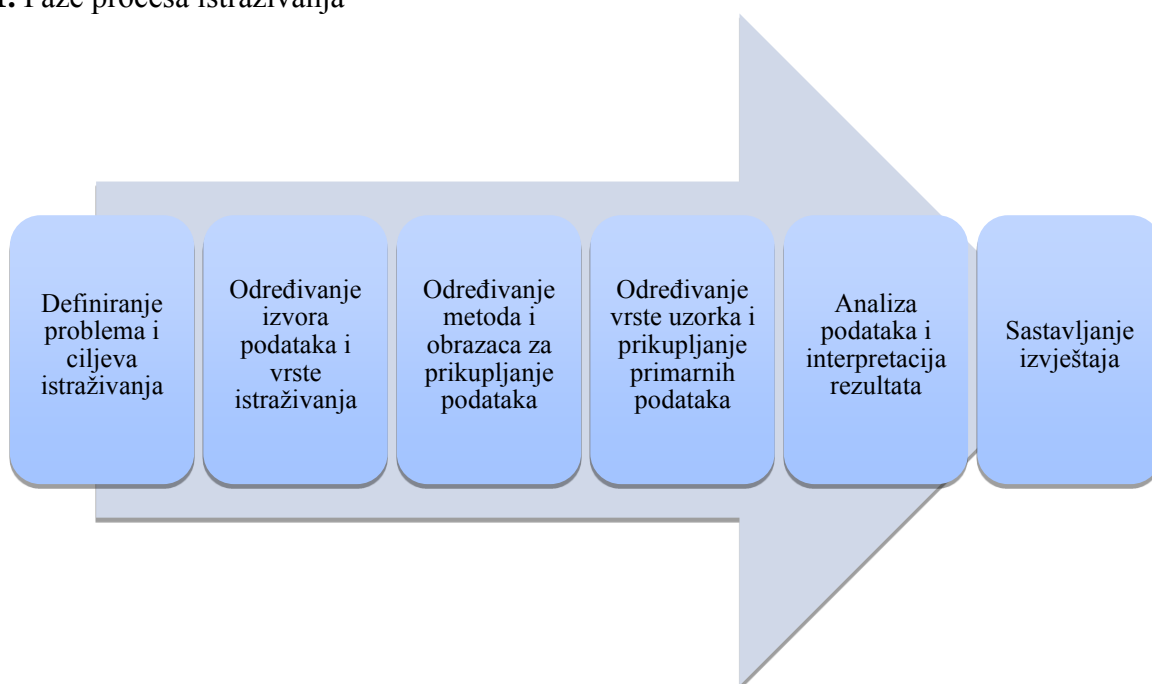 1. Faze procesa istraživanja
Definiranje
problema i
ciljeva
istraživanja
Određivanje
izvora
podataka i
vrste
istraživanja
Određivanje
metoda i
obrazaca za
prikupljanje
podataka
Određivanje
vrste uzorka i
prikupljanje
primarnih
podataka
Analiza
podataka i
interpretacija
rezultata
Sastavljanje
izvještaja